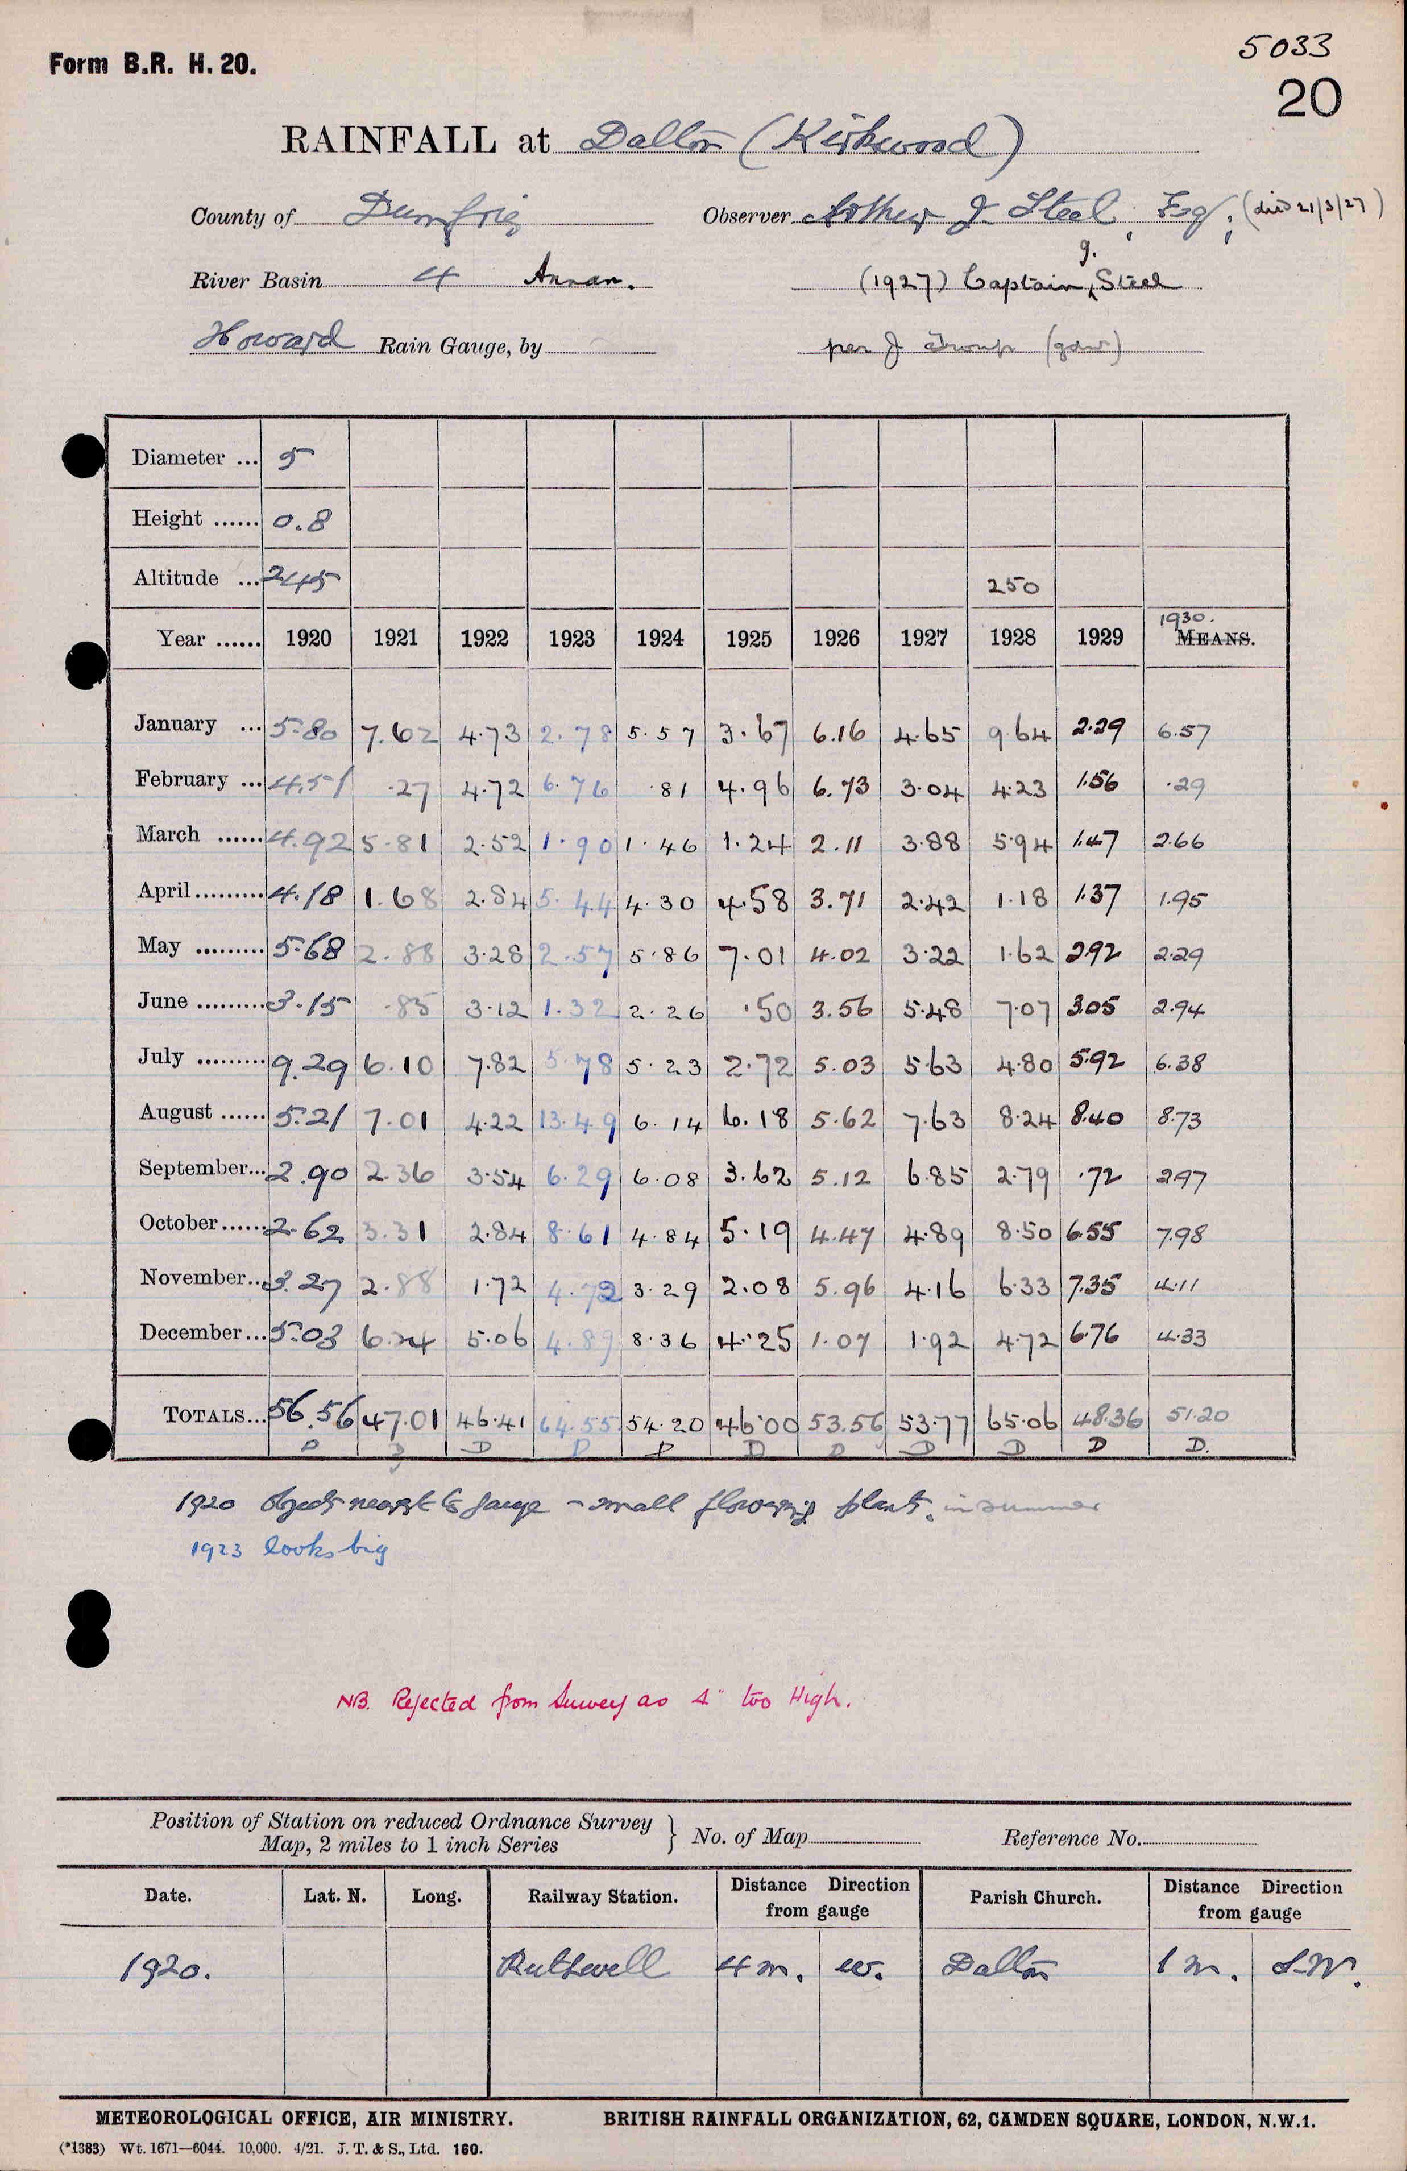 5033
Form B.R. H. 20.
20
RAINFALL at Dalton (Kirkwood)
County of Dumfries Observer Arthur J Steel, Esq; (died 21/3/27)
River Basin 4 Annan. (1927) Captain g. Steel
Howard Rain Gauge, by per J Troup (gdnr)
Diameter ... 5
Height ...... 0.8
Altitude ... 245 250
Year ...... 1920 1921 1922 1923 1924 1925 1926 1927 1928 1929 1930. MEANS.
January ... 5.80 7.62 4.73 2.78 5.57 3.67 6.16 4.65 9.64 2.29 6.57
February ... 4.51 .27 4.72 6.76 .81 4.96 6.73 3.04 4.23 1.56 .29
March ...... 4.92 5.81 2.52 1.90 1.46 1.24 2.11 3.88 5.94 1.47 2.66
April ......... 4.18 1.68 2.84 5.44 4.30 4.58 3.71 2.42 1.18 1.37 1.95
May ......... 5.68 2.88 3.28 2.57 5.86 7.01 4.02 3.22 1.62 2.92 2.29
June ......... 3.15 .85 3.12 1.32 2.26 .50 3.56 5.48 7.07 3.05 2.94
July ......... 9.29 6.10 7.82 5.78 5.23 2.72 5.03 5.63 4.80 5.92 6.38
August ...... 5.21 7.01 4.22 13.49 6.14 6.18 5.62 7.63 8.24 8.40 8.73
September... 2.90 2.36 3.54 6.29 6.08 3.62 5.12 6.85 2.79 .72 2.97
October ...... 2.62 3.31 2.84 8.61 4.84 5.19 4.47 4.89 8.50 6.55 7.98
November... 3.27 2.88 1.72 4.72 3.29 2.08 5.96 4.16 6.33 7.35 4.11
December ... 5.03 6.24 5.06 4.89 8.36 4.25 1.07 1.92 4.72 6.76 4.33
TOTALS... 56.56 47.01 46.41 64.55 54.20 46.00 53.56 53.77 65.06 48.36 51.20
D D D D D D D D D D D.
1920 objects nearest to gauge - small flowering plants. in summer
1923 looks big
NB. Rejected from Survey as 4" too High.
Position of Station on reduced Ordnance Survey
Map, 2 miles to 1 inch Series } No. of Map Reference No.
Date. Lat. N. Long. Railway Station. Distance Direction from gauge Parish Church. Distance Direction from gauge
1920. Ruthwell 4 m. W. Dalton 1 m. S.W.
METEOROLOGICAL OFFICE, AIR MINISTRY. BRITISH RAINFALL ORGANIZATION, 62, CAMDEN SQUARE, LONDON, N.W.1.
(*1383) Wt. 1671—6044. 10,000. 4/21. J. T. & S., Ltd. 160.